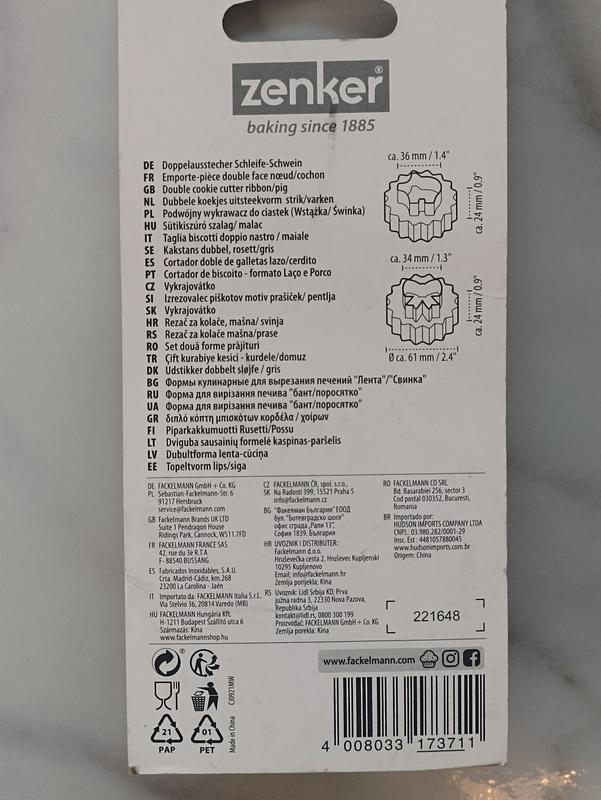 zenker®
baking since 1885
DE Doppelausstecher Schleife-Schwein
FR Emporte-pièce double face nœud/cochon
GB Double cookie cutter ribbon/pig
NL Dubbele koekjes uitsteekvorm strik/varken
PL Podwójny wykrawacz do ciastek (Wstążka/ Świnka)
HU Sütikiszúró szalag/ malac
IT Taglia biscotti doppio nastro / maiale
SE Kakstans dubbel, rosett/gris
ES Cortador doble de galletas lazo/cerdito
PT Cortador de biscoito - formato Laço e Porco
CZ Vykrajovátko
SI Izrezovalec piškotov motiv prašiček/ pentlja
SK Vykrajovátko
HR Rezač za kolače, mašna/ svinja
RS Rezač za kolače mašna/prase
RO Set două forme prăjituri
TR Çift kurabiye kesici - kurdele/domuz
DK Udstikker dobbelt sløjfe / gris
BG Формы кулинарные для вырезания печений "Лента"/"Свинка"
RU Форма для вирізання печива "бант/поросятко"
UA Форма для вирізання печива "бант/поросятко"
GR διπλό κόπτη μπισκότων κορδέλα / χοίρων
FI Piparkakkumuotti Rusetti/Possu
LT Dviguba sausainių formelė kaspinas-paršelis
LV Dubultforma lenta-cūciņa
EE Topeltvorm lips/siga
ca. 36 mm / 1.4"
ca. 24 mm / 0.9"
ca. 34 mm / 1.3"
ca. 24 mm / 0.9"
Ø ca. 61 mm / 2.4"
DE FACKELMANN GmbH + Co. KG
PL Sebastian-Fackelmann-Str. 6
91217 Hersbruck
service@fackelmann.com
GB Fackelmann Brands UK LTD
Suite 1 Pendragon House
Ridings Park, Cannock, WS11 7FD
FR FACKELMANN FRANCE SAS
42, rue du 3è R.T.A
F- 88540 BUSSANG
ES Fabricados Inoxidables, S.A.U.
Crta. Madrid-Cádiz, km.268
23200 La Carolina - Jaén
IT Importato da: FACKELMANN Italia S.r.l.
Via Stelvio 36, 20814 Varedo (MB)
HU FACKELMANN Hungária Kft.
H-1211 Budapest Szállító utca 6
Származás: Kína
www.fackelmannshop.hu
CZ FACKELMANN ČR, spol. s r.o.,
SK Na Radosti 399, 15521 Praha 5
info@fackelmann.cz
BG "Факелман България" ЕООД
бул. "Ботевградско шосе"
офис сграда „Рали 13",
София 1839, България
HR UVOZNIK I DISTRIBUTER:
Fackelmann d.o.o.
Hruševečka cesta 2, Hruševec Kupljenski
10295 Kupljenovo
Email; info@fackelmann.hr
Zemlja porijekla; Kina
RS Uvoznik: Lidl Srbija KD, Prva
južna radna 3, 22330 Nova Pazova,
Republika Srbija
kontakt@lidl.rs, 0800 300 199
Proizvođač: FACKELMANN GmbH + Co. KG
Zemlja porekla: Kina
RO FACKELMANN CO SRL
Bd. Basarabiei 256, sector 3
Cod postal 030352, Bucuresti,
Romania
BR Importado por:
HUDSON IMPORTS COMPANY LTDA
CNPJ. 03.980.282/0001-29
Insc. Est : 4481057880045
www.hudsonimports.com.br
Origem: China
221648
www.fackelmann.com
21
PAP
01
PET
Made in China CJ0921MW
4 008033 173711